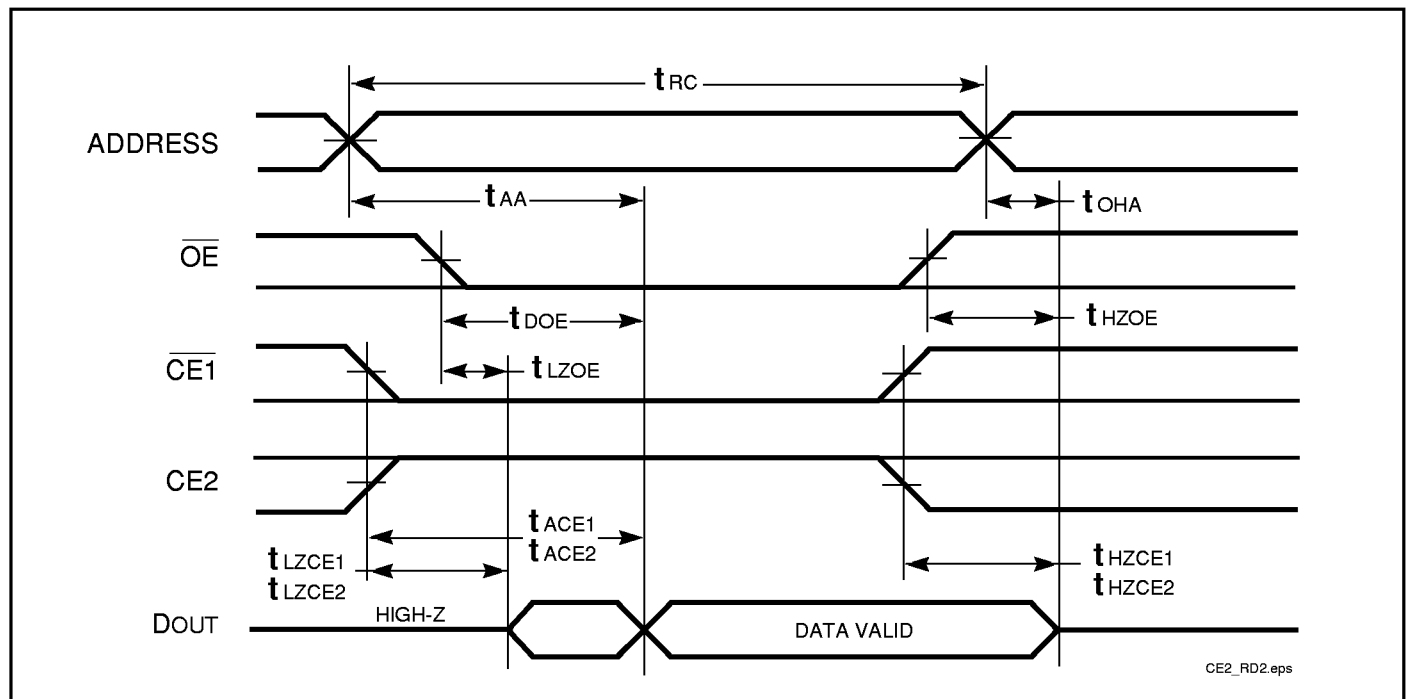 tRC
ADDRESS
tAA
tOHA
OE
tDOE
tHZOE
CE1
tLZOE
CE2
tACE1
tACE2
tLZCE1
tLZCE2
tHZCE1
tHZCE2
DOUT
HIGH-Z
DATA VALID
CE2_RD2.eps